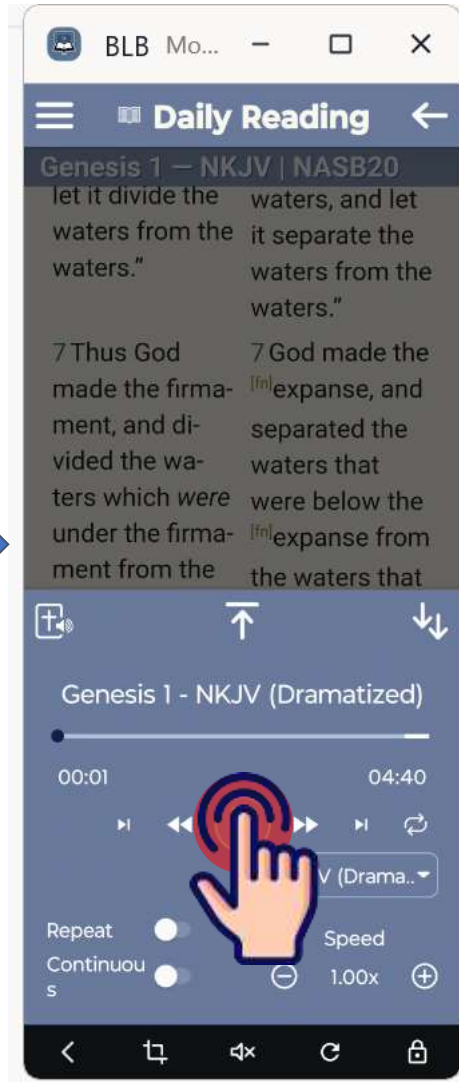 BLB Mo...
Daily Reading
Genesis 1 — NKJV | NASB20
let it divide the
waters from the
waters.”
7 Thus God
made the firma-
ment, and di-
vided the wa-
ters which were
under the firma-
ment from the
waters, and let
it separate the
waters from the
waters.”
7 God made the
[fn]expanse, and
separated the
waters that
were below the
[fn]expanse from
the waters that
Genesis 1 - NKJV (Dramatized)
00:01 04:40
V (Drama..
Repeat
Continuou
s
Speed
1.00x